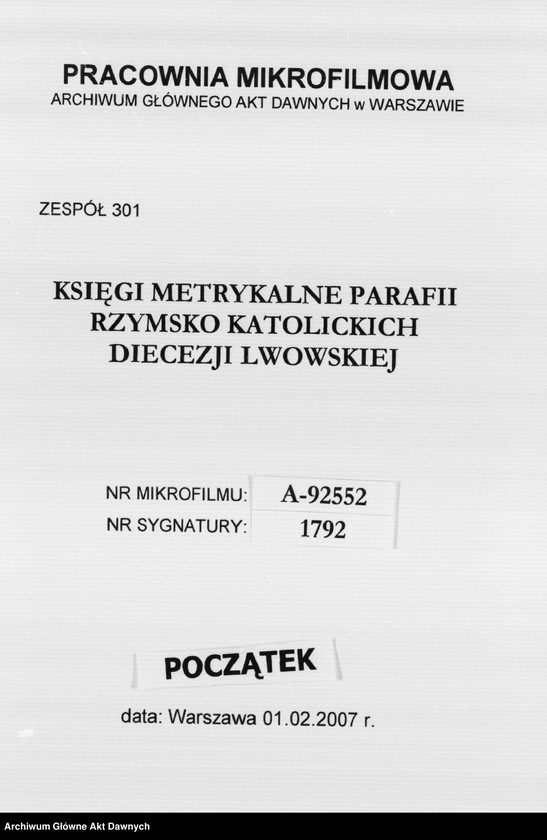 PRACOWNIA MIKROFILMOWA
ARCHIWUM GŁÓWNEGO AKT DAWNYCH w WARSZAWIE
ZESPÓŁ 301
KSIĘGI METRYKALNE PARAFII
RZYMSKO KATOLICKICH
DIECEZJI LWOWSKIEJ
NR MIKROFILMU: A-92552
NR SYGNATURY: 1792
POCZĄTEK
data: Warszawa 01.02.2007 r.
Archiwum Główne Akt Dawnych